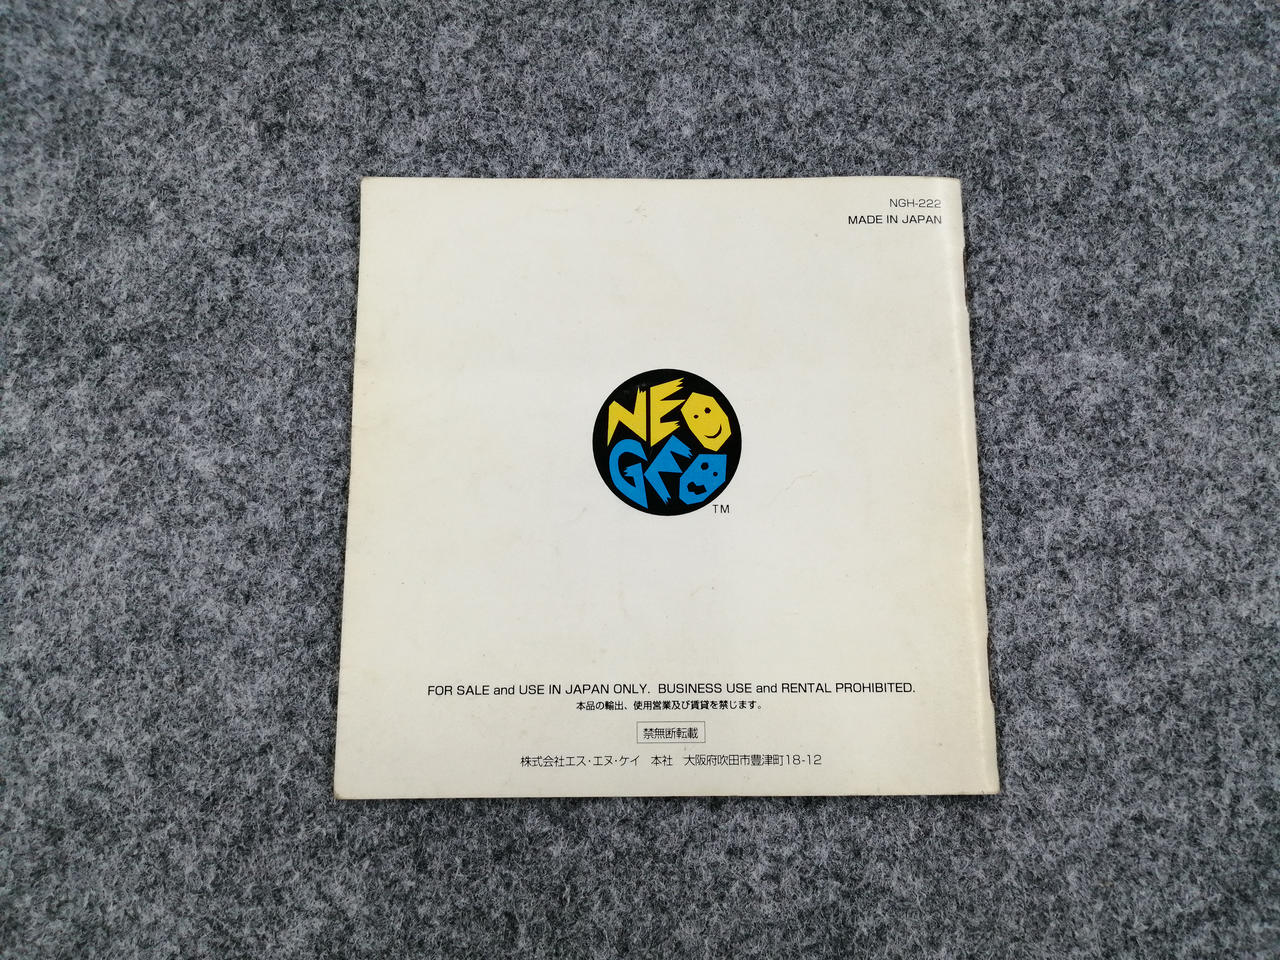 NGH-222
MADE IN JAPAN
NEO
GEO
TM
FOR SALE and USE IN JAPAN ONLY. BUSINESS USE and RENTAL PROHIBITED.
本品の輸出、使用営業及び賃貸を禁じます。
禁無断転載
株式会社エス・エヌ・ケイ 本社 大阪府吹田市豊津町18-12